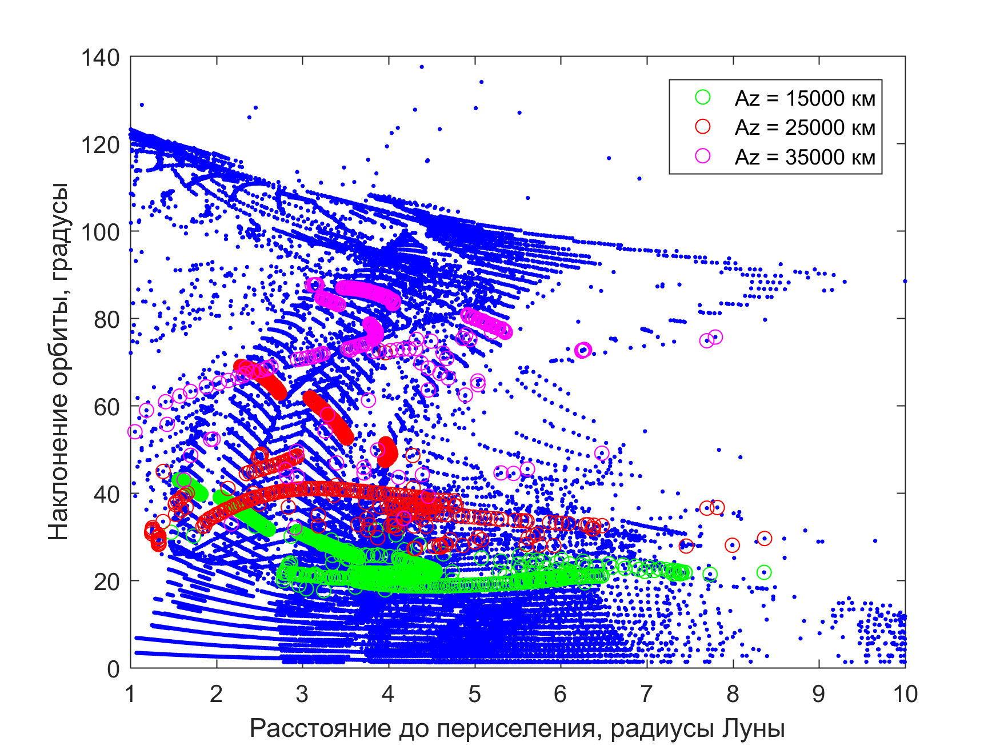 140
120
100
80
60
40
20
0
1 2 3 4 5 6 7 8 9 10
Наклонение орбиты, градусы
Расстояние до периселения, радиусы Луны
Az = 15000 км
Az = 25000 км
Az = 35000 км